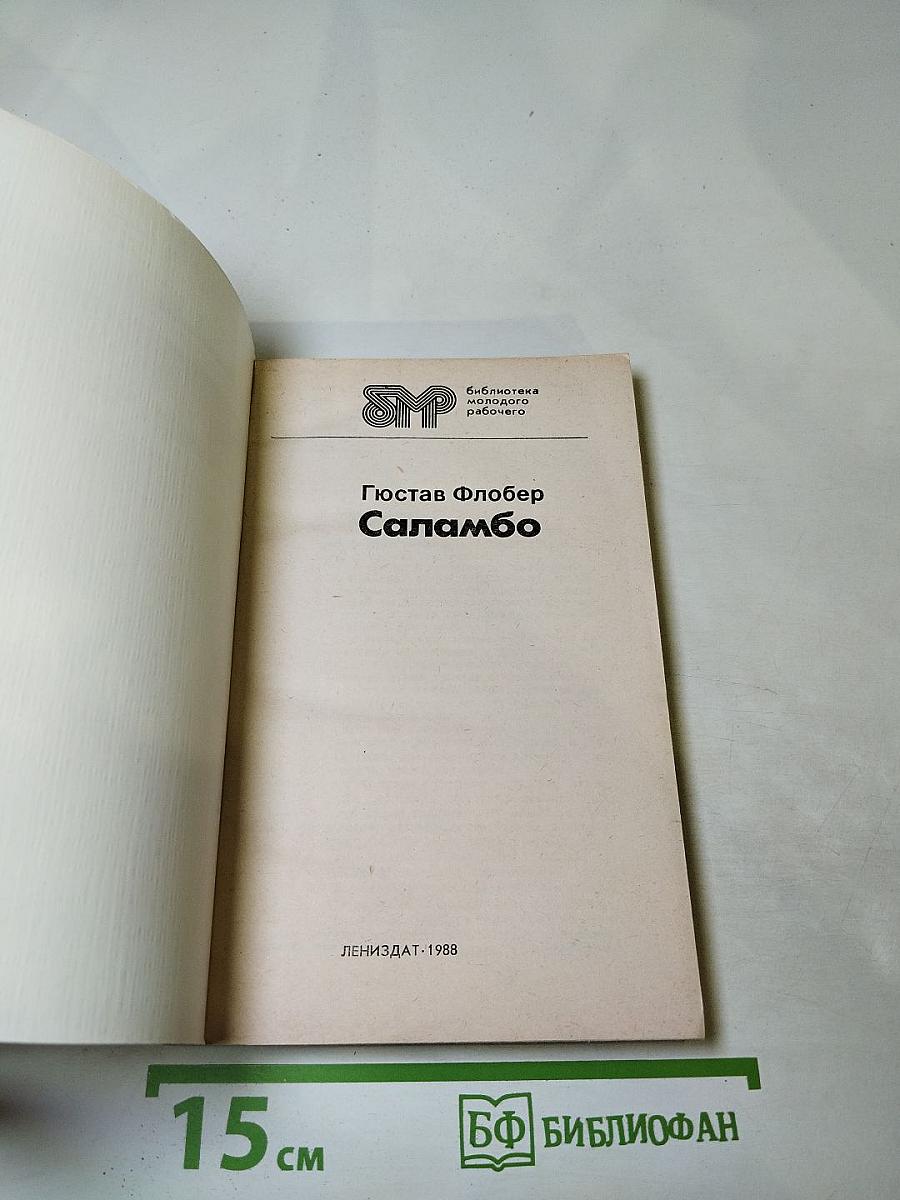 бмр
библиотека
молодого
рабочего
Гюстав Флобер
Саламбо
ЛЕНИЗДАТ·1988
15 см
БФ БИБЛИОФАН